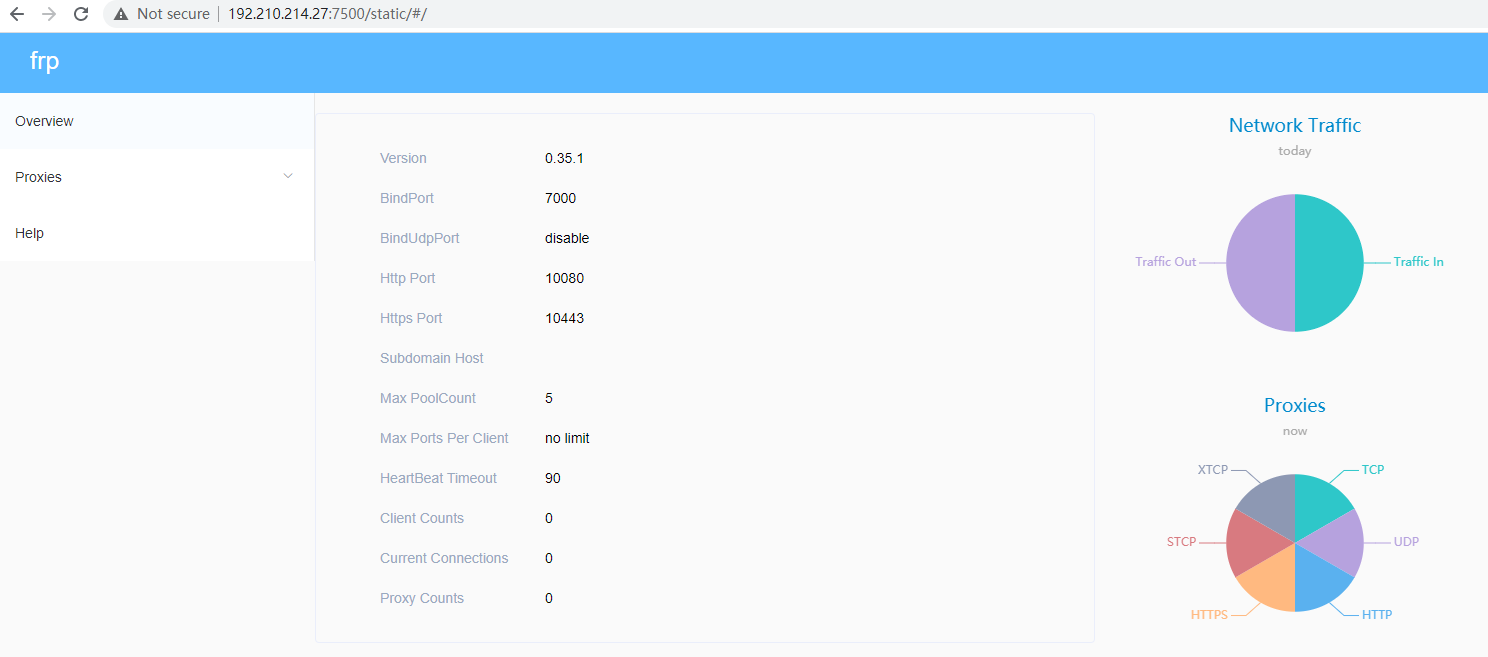 Not secure | 192.210.214.27:7500/static/#/
frp
Overview
Proxies
Help
Version 0.35.1
BindPort 7000
BindUdpPort disable
Http Port 10080
Https Port 10443
Subdomain Host
Max PoolCount 5
Max Ports Per Client no limit
HeartBeat Timeout 90
Client Counts 0
Current Connections 0
Proxy Counts 0
Network Traffic
today
Traffic Out Traffic In
Proxies
now
XTCP TCP
STCP UDP
HTTPS HTTP